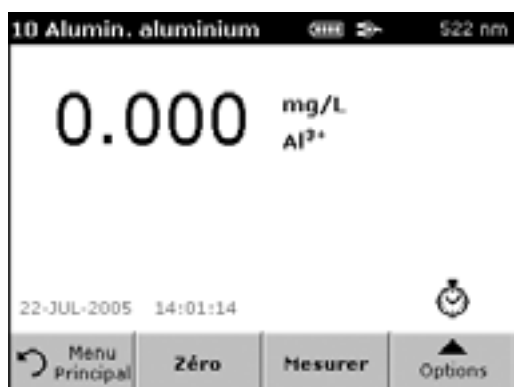 10 Alumin. aluminium 522 nm
0.000 mg/L
Al³⁺
22-JUL-2005 14:01:14
Menu Principal
Zéro
Mesurer
Options